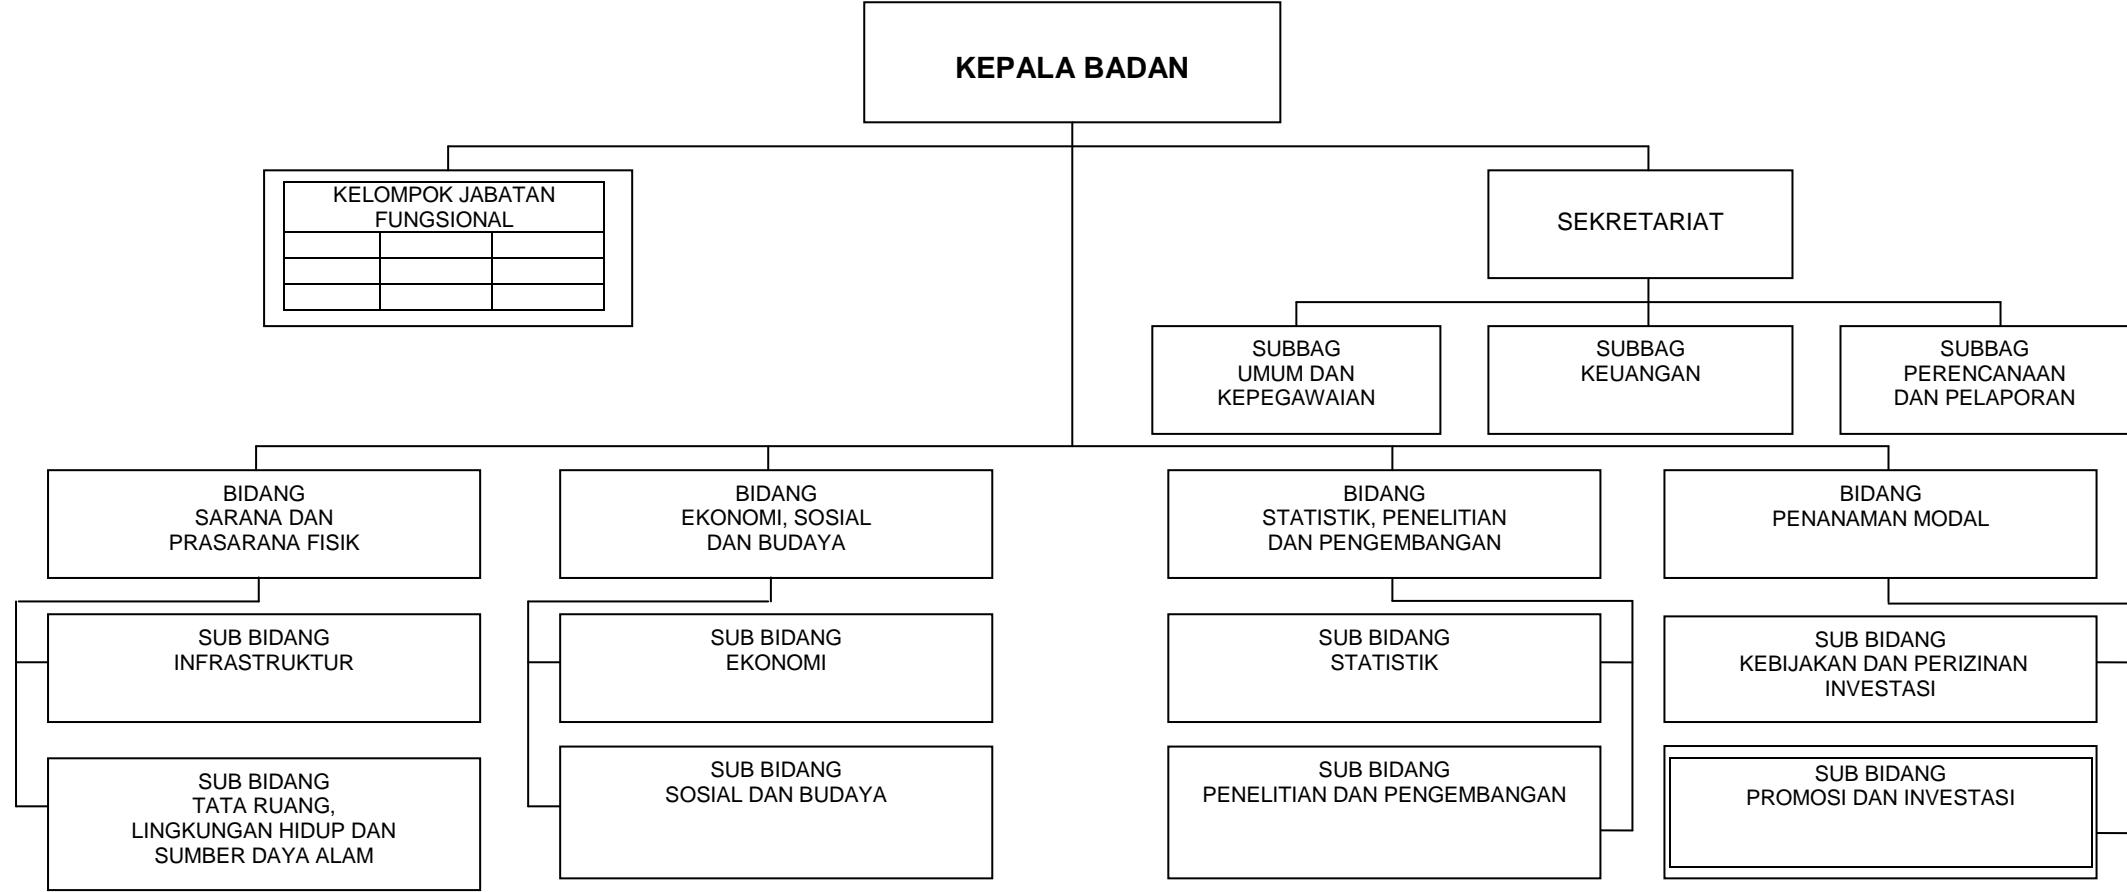 KEPALA BADAN
KELOMPOK JABATAN
FUNGSIONAL
SEKRETARIAT
SUBBAG
UMUM DAN
KEPEGAWAIAN
SUBBAG
KEUANGAN
SUBBAG
PERENCANAAN
DAN PELAPORAN
BIDANG
SARANA DAN
PRASARANA FISIK
BIDANG
EKONOMI, SOSIAL
DAN BUDAYA
BIDANG
STATISTIK, PENELITIAN
DAN PENGEMBANGAN
BIDANG
PENANAMAN MODAL
SUB BIDANG
INFRASTRUKTUR
SUB BIDANG
EKONOMI
SUB BIDANG
STATISTIK
SUB BIDANG
KEBIJAKAN DAN PERIZINAN
INVESTASI
SUB BIDANG
TATA RUANG,
LINGKUNGAN HIDUP DAN
SUMBER DAYA ALAM
SUB BIDANG
SOSIAL DAN BUDAYA
SUB BIDANG
PENELITIAN DAN PENGEMBANGAN
SUB BIDANG
PROMOSI DAN INVESTASI